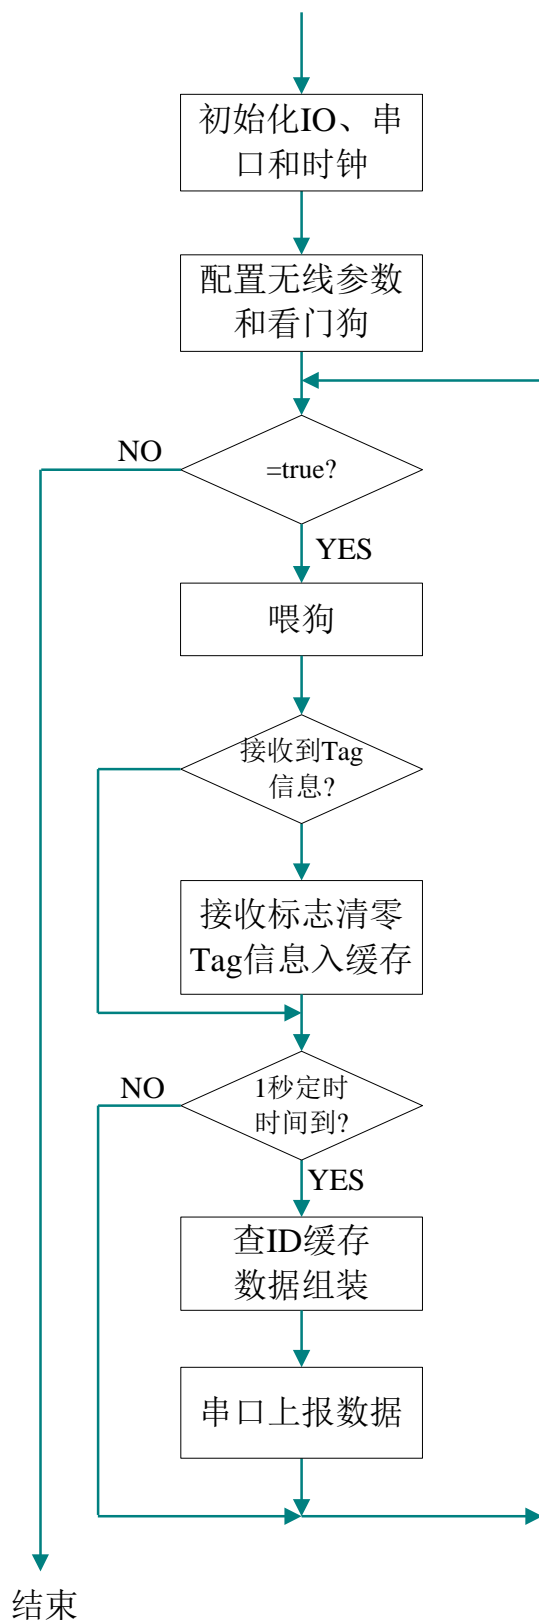 初始化IO、串
口和时钟
配置无线参数
和看门狗
NO
=true?
YES
喂狗
接收到Tag
信息?
接收标志清零
Tag信息入缓存
NO
1秒定时
时间到?
YES
查ID缓存
数据组装
串口上报数据
结束